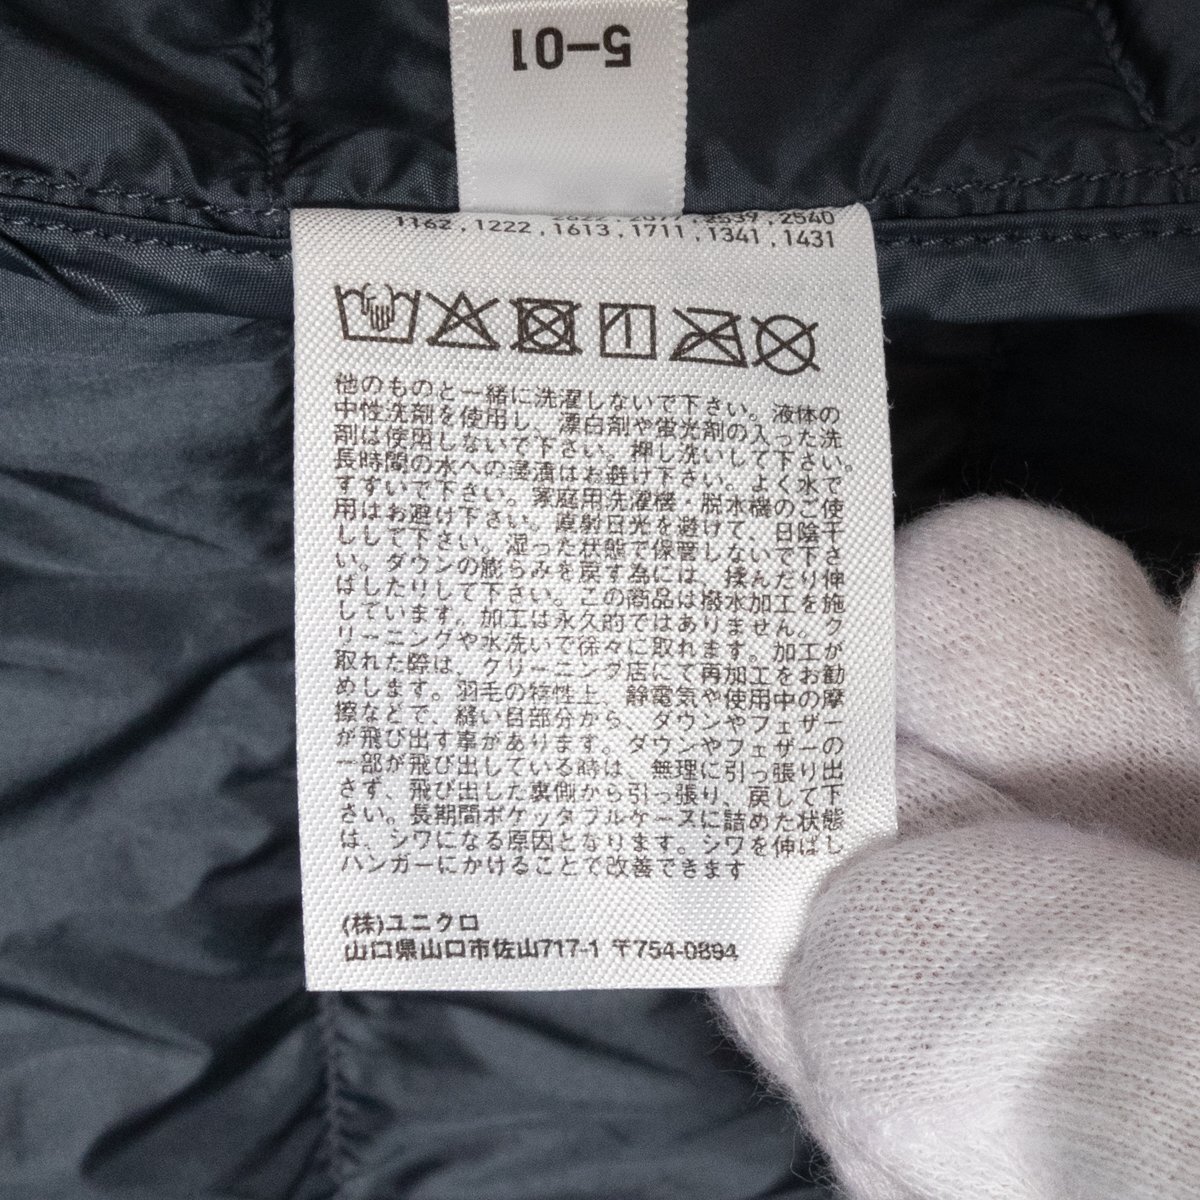 5-01
2622, 2077, 2539, 2540
1162, 1222, 1613, 1711, 1341, 1431
他のものと一緒に洗濯しないで下さい。液体の
中性洗剤を使用し、漂白剤や蛍光剤の入った洗
剤は使用しないで下さい。押し洗いして下さい。
長時間の水への浸漬はお避け下さい。よく水で
すすいで下さい。家庭用洗濯機・脱水機のご使
用はお避け下さい。直射日光を避けて、日陰干
しして下さい。湿った状態で保管しないで下さ
い。ダウンの膨らみを戻す為には、揉んだり伸
ばしたりして下さい。この商品は撥水加工を施
しています。加工は永久的ではありません。ク
リーニングや水洗いで徐々に取れます。加工が
取れた際は、クリーニング店にて再加工をお勧
めします。羽毛の特性上、静電気や使用中の摩
擦などで、縫い目部分から、ダウンやフェザー
が飛び出す事があります。ダウンやフェザーの
一部が飛び出している時は、無理に引っ張り出
さず、飛び出した裏側から引っ張り、戻して下
さい。長期間ポケッタブルケースに詰めた状態
は、シワになる原因となります。シワを伸ばし
ハンガーにかけることで改善できます
(株)ユニクロ
山口県山口市佐山717-1 〒754-0894